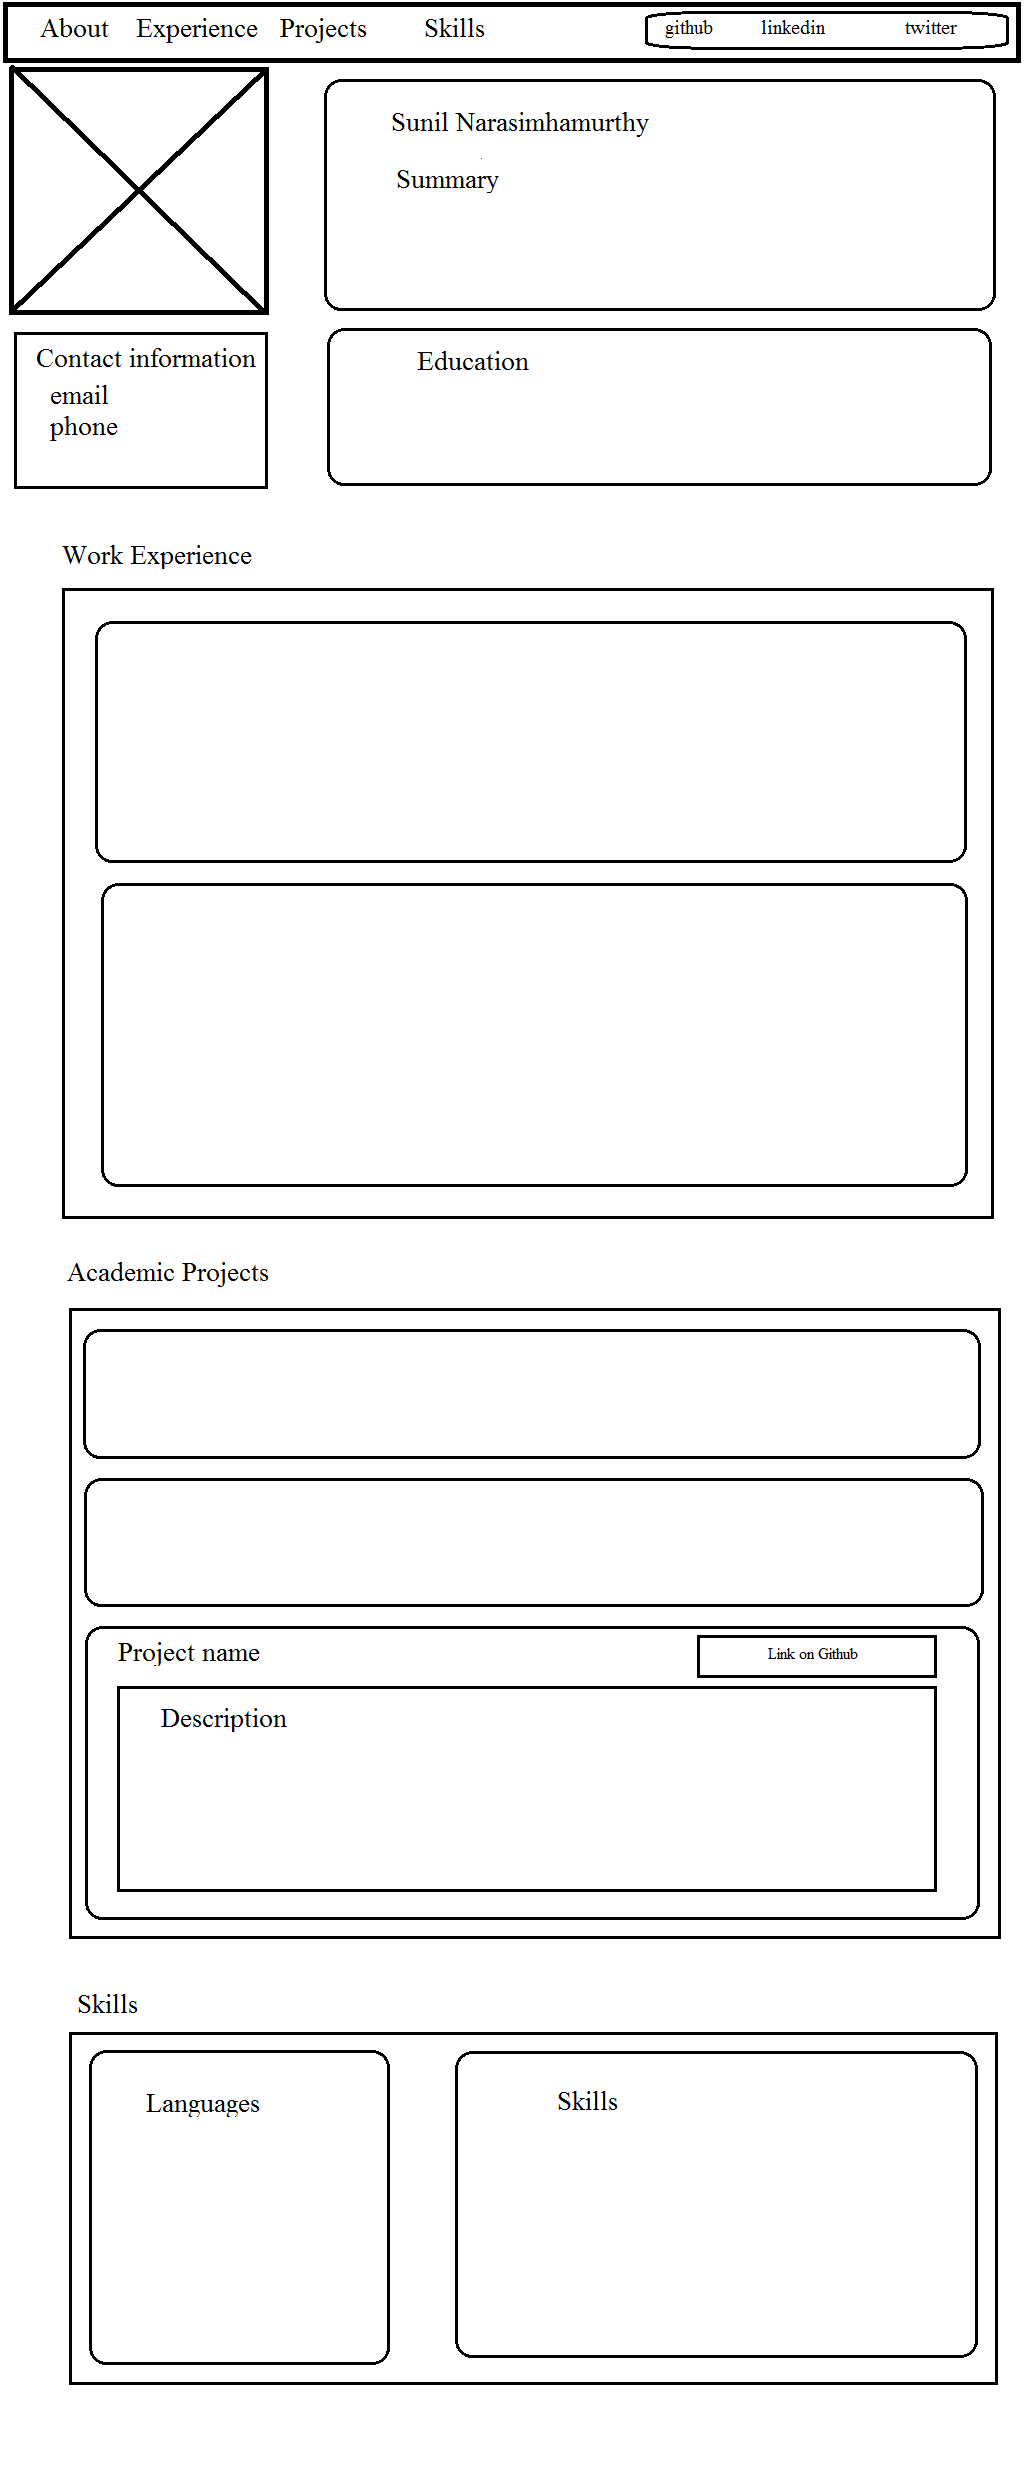 About Experience Projects Skills github linkedin twitter
Sunil Narasimhamurthy
Summary
Contact information
email
phone
Education
Work Experience
Academic Projects
Project name Link on Github
Description
Skills
Languages Skills